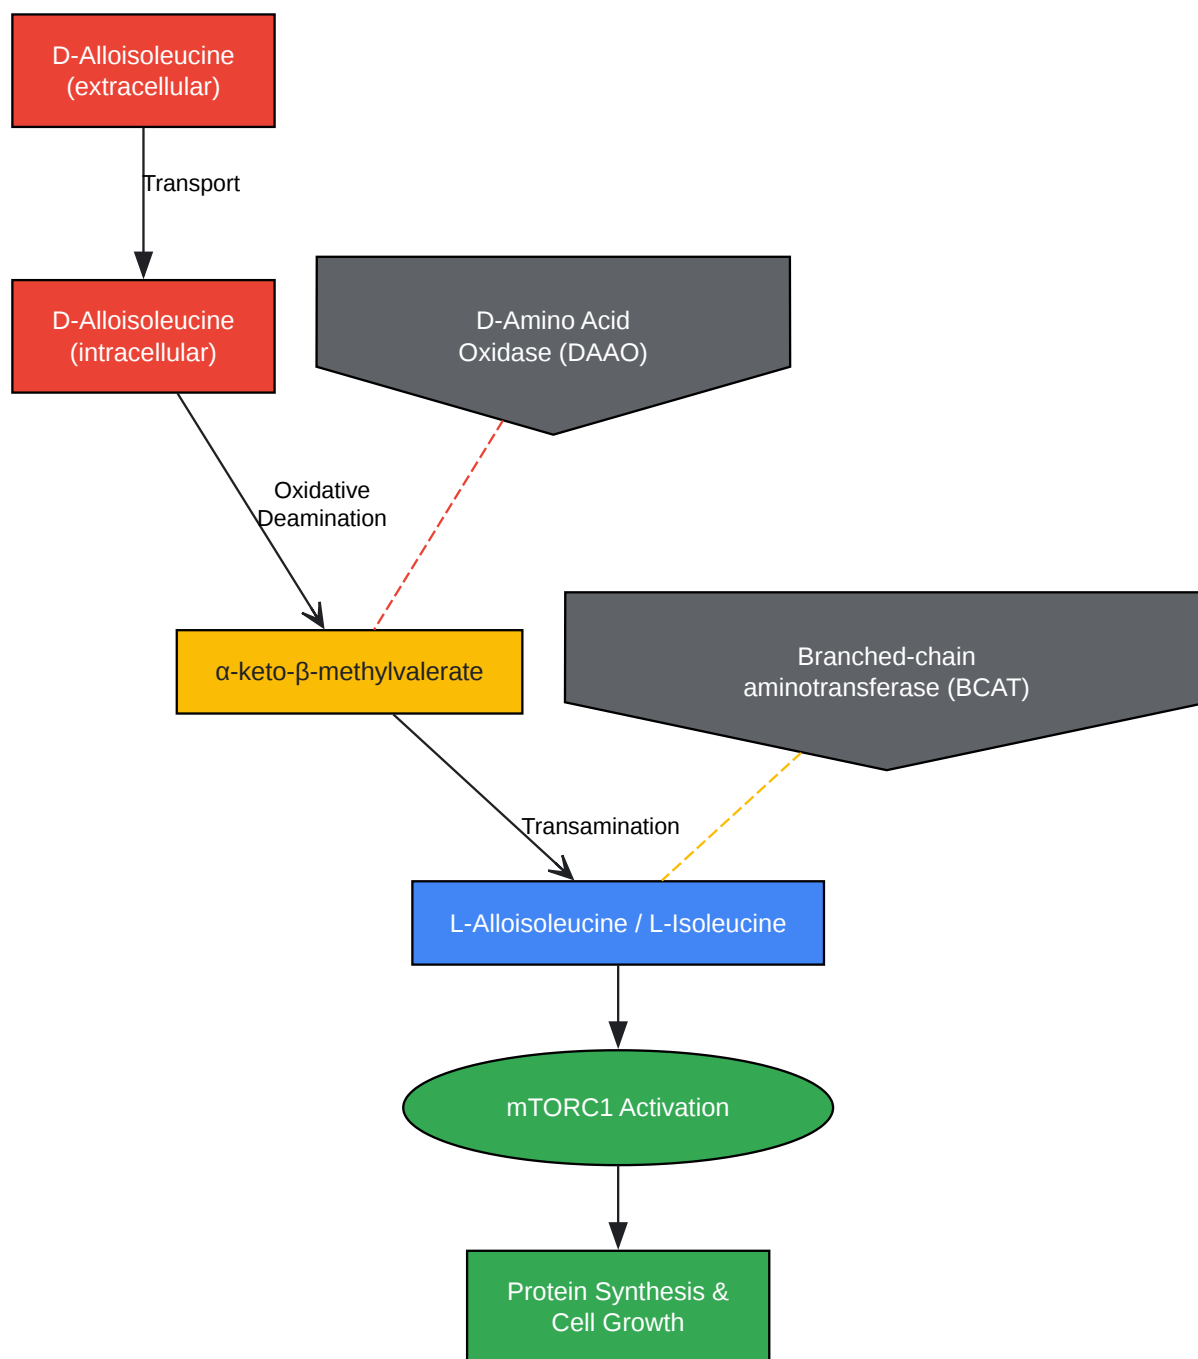 D-Alloisoleucine
(extracellular)
Transport
D-Alloisoleucine
(intracellular)
D-Amino Acid
Oxidase (DAAO)
Oxidative
Deamination
α-keto-β-methylvalerate
Branched-chain
aminotransferase (BCAT)
Transamination
L-Alloisoleucine / L-Isoleucine
mTORC1 Activation
Protein Synthesis &
Cell Growth